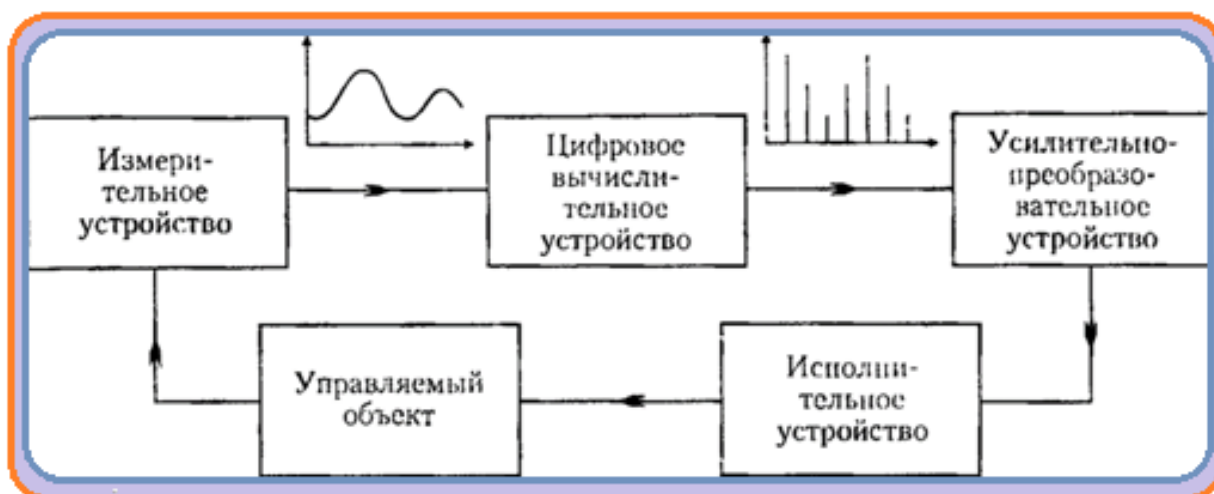 Измери-
тельное
устройство
Цифровое
вычисли-
тельное
устройство
Усилительно-
преобразо-
вательное
устройство
Управляемый
объект
Исполни-
тельное
устройство